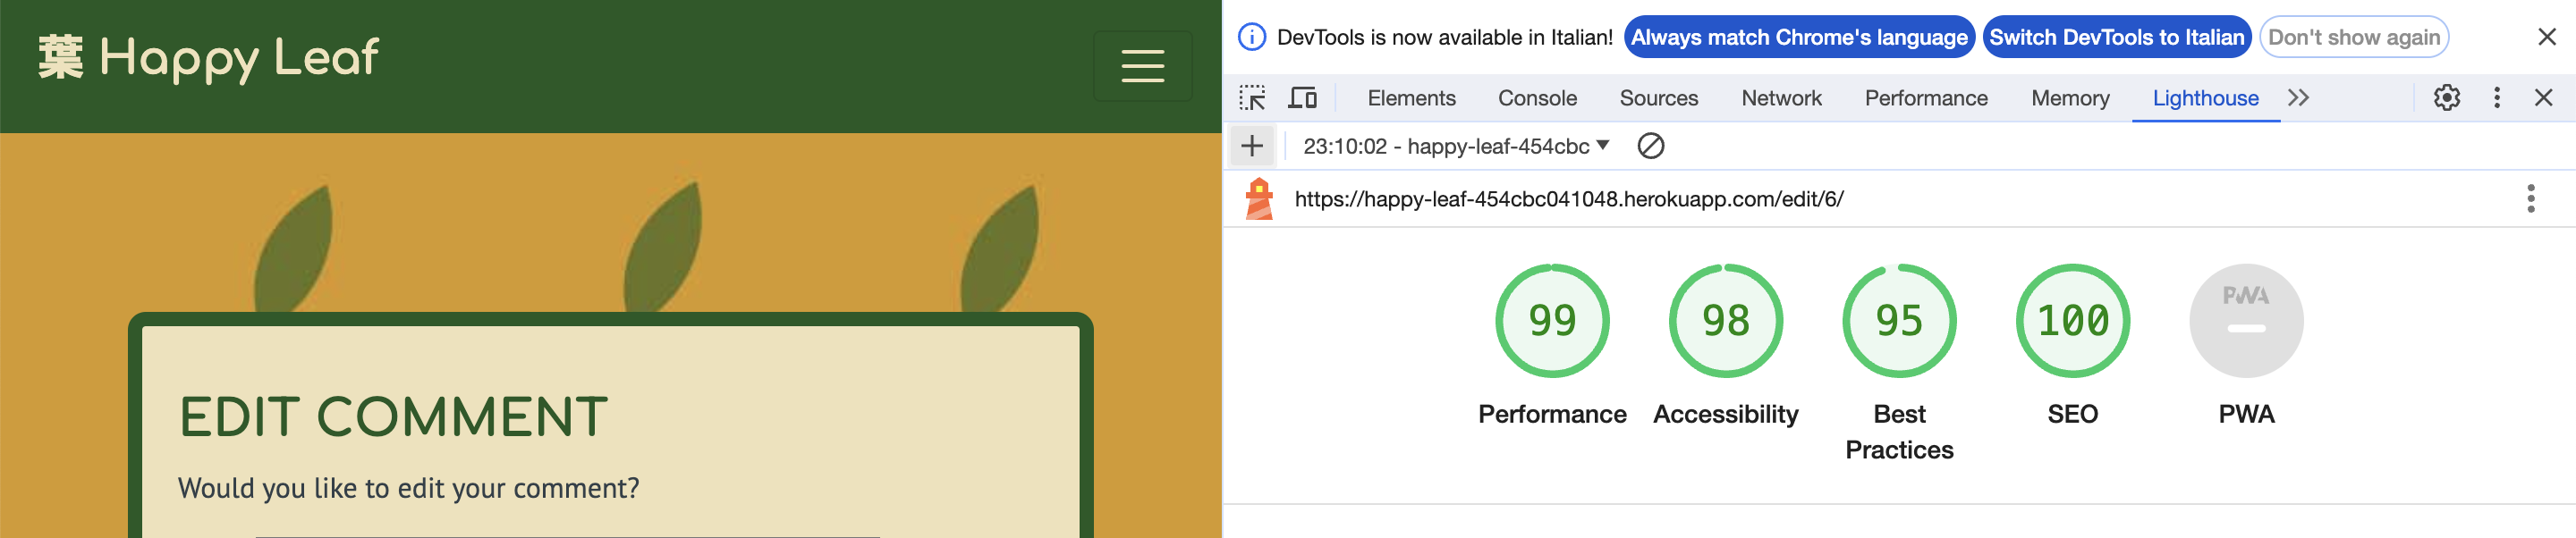 葉 Happy Leaf
EDIT COMMENT
Would you like to edit your comment?
DevTools is now available in Italian! Always match Chrome's language Switch DevTools to Italian Don't show again
Elements Console Sources Network Performance Memory Lighthouse
23:10:02 - happy-leaf-454cbc
https://happy-leaf-454cbc041048.herokuapp.com/edit/6/
99 98 95 100 PWA
Performance Accessibility Best Practices SEO PWA